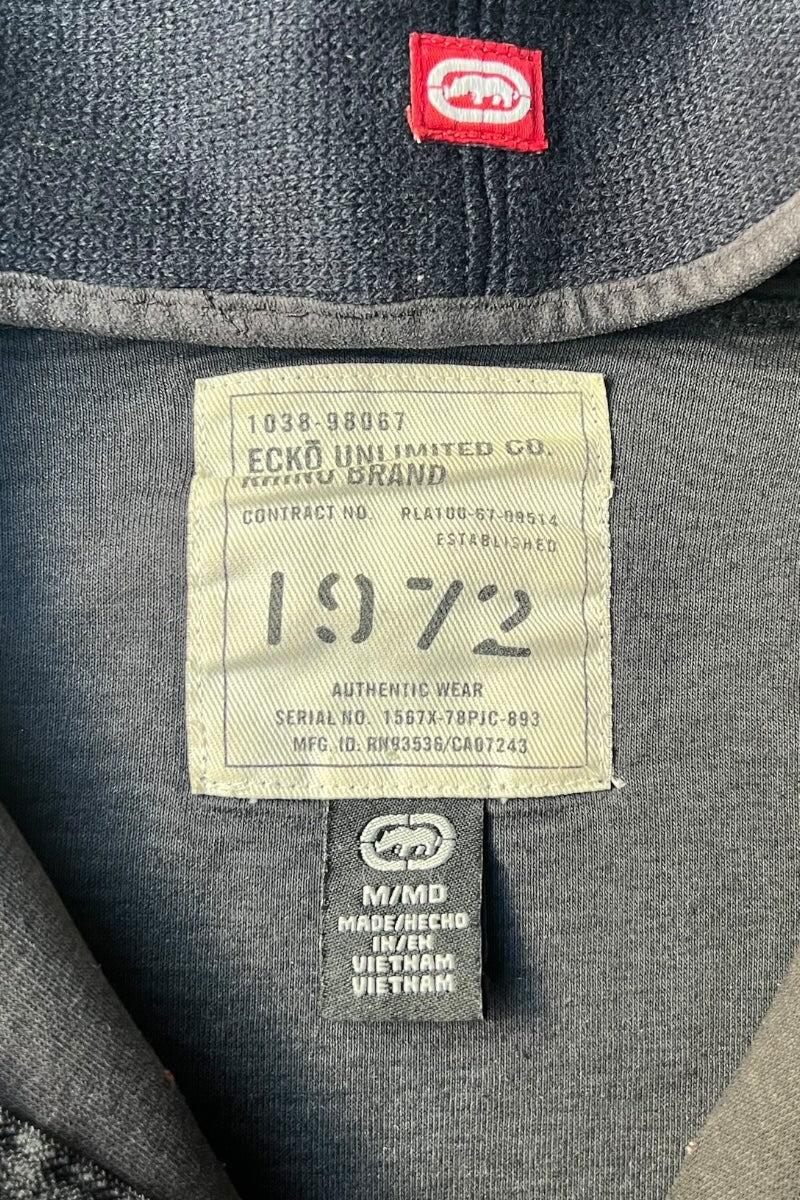 1038-98067
ECKŌ UNLIMITED CO.
RHINO BRAND
CONTRACT NO. RLA100-67-09514
ESTABLISHED
1972
AUTHENTIC WEAR
SERIAL NO. 1567X-78PJC-893
MFG. ID. RN93536/CA07243
M/MD
MADE/HECHO
IN/EN
VIETNAM
VIETNAM